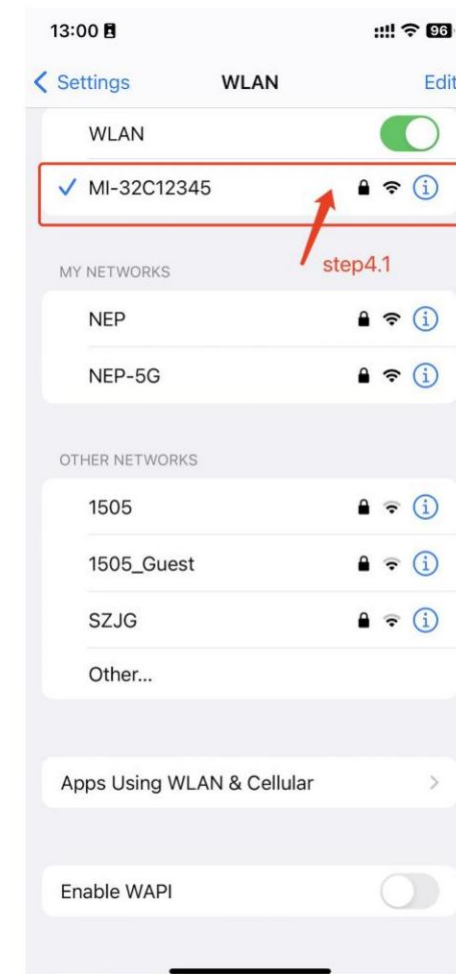 13:00
96
Settings
WLAN
Edit
WLAN
MI-32C12345
step4.1
MY NETWORKS
NEP
NEP-5G
OTHER NETWORKS
1505
1505_Guest
SZJG
Other...
Apps Using WLAN & Cellular
Enable WAPI